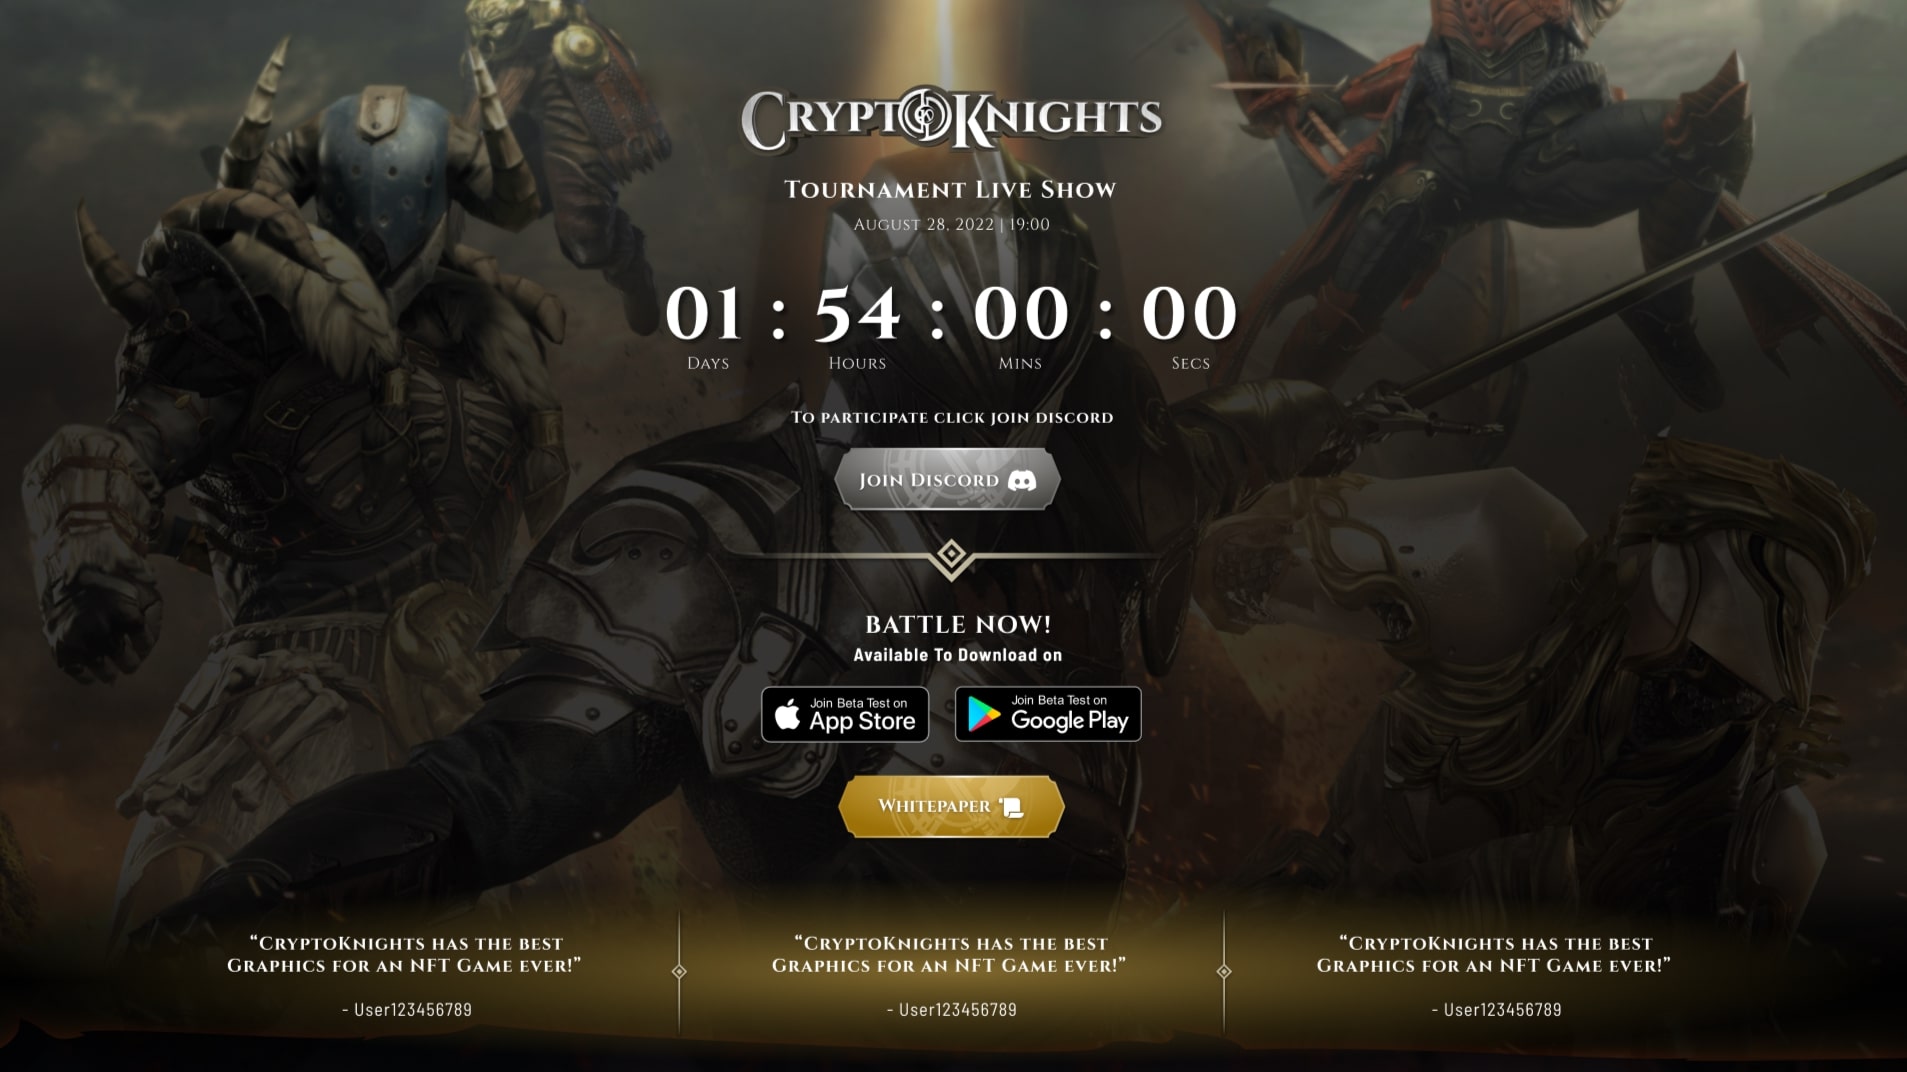 CryptoKnights
Tournament Live Show
August 28, 2022 | 19:00
01 : 54 : 00 : 00
Days Hours Mins Secs
To participate click join discord
Join Discord
BATTLE NOW!
Available To Download on
Join Beta Test on
App Store
Join Beta Test on
Google Play
Whitepaper
“CryptoKnights has the best
Graphics for an NFT Game ever!”
- User123456789
“CryptoKnights has the best
Graphics for an NFT Game ever!”
- User123456789
“CryptoKnights has the best
Graphics for an NFT Game ever!”
- User123456789